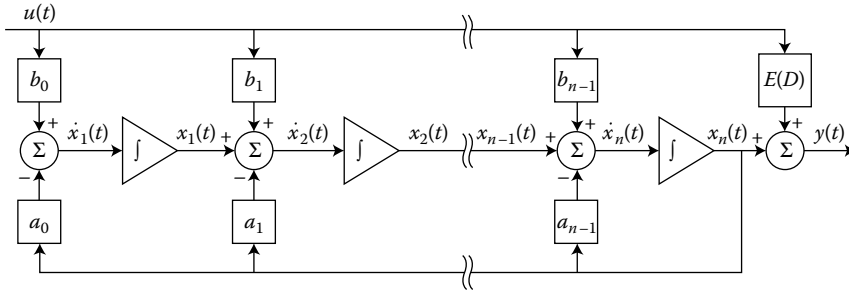 u(t)
b₀ b₁ bₙ₋₁ E(D)
+ + + +
Σ ẋ₁(t) ∫ x₁(t) + Σ ẋ₂(t) ∫ x₂(t) xₙ₋₁(t) + Σ ẋₙ(t) ∫ xₙ(t) + Σ y(t)
− − −
a₀ a₁ aₙ₋₁